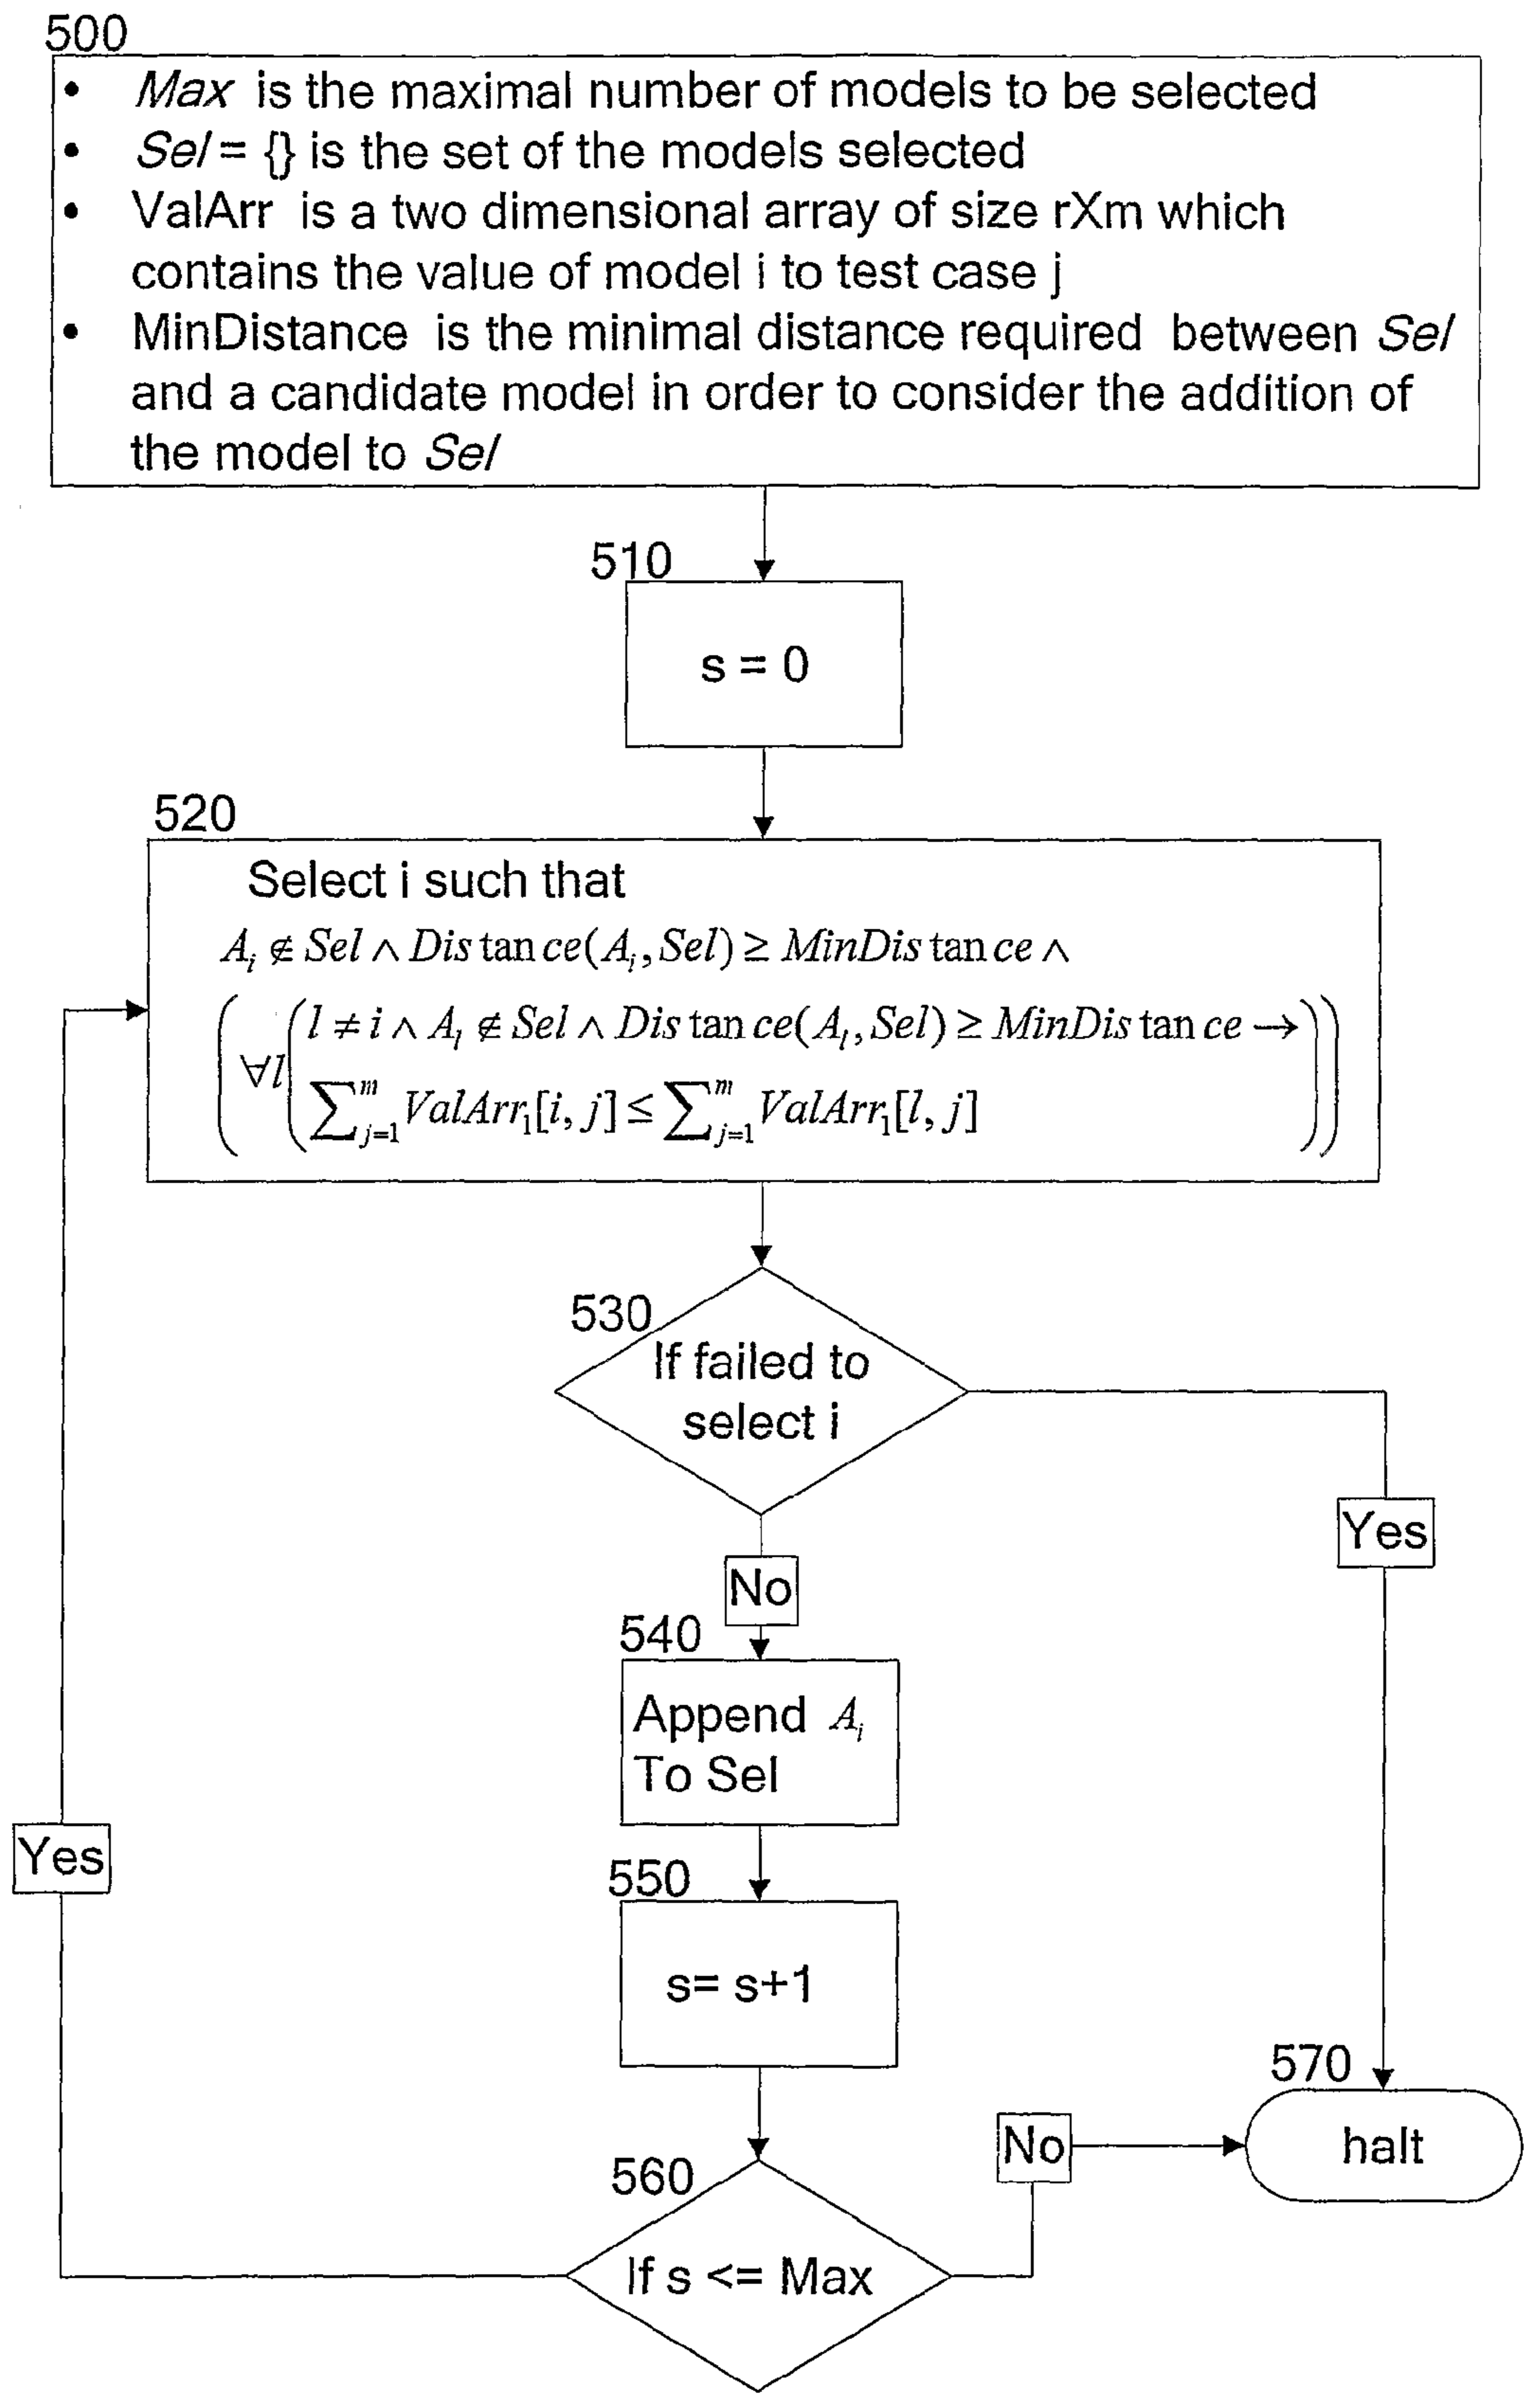 500
• Max is the maximal number of models to be selected
• Sel = {} is the set of the models selected
• ValArr is a two dimensional array of size rXm which
contains the value of model i to test case j
• MinDistance is the minimal distance required between Sel
and a candidate model in order to consider the addition of
the model to Sel
510
s = 0
520
Select i such that
A_i ∉ Sel ∧ Distance(A_i, Sel) ≥ MinDistance ∧
(∀l (l ≠ i ∧ A_l ∉ Sel ∧ Distance(A_l, Sel) ≥ MinDistance →
∑_{j=1}^{m} ValArr_1[i, j] ≤ ∑_{j=1}^{m} ValArr_1[l, j]))
530
If failed to
select i
Yes
No
540
Append A_i
To Sel
Yes
550
s= s+1
570
halt
No
560
If s <= Max